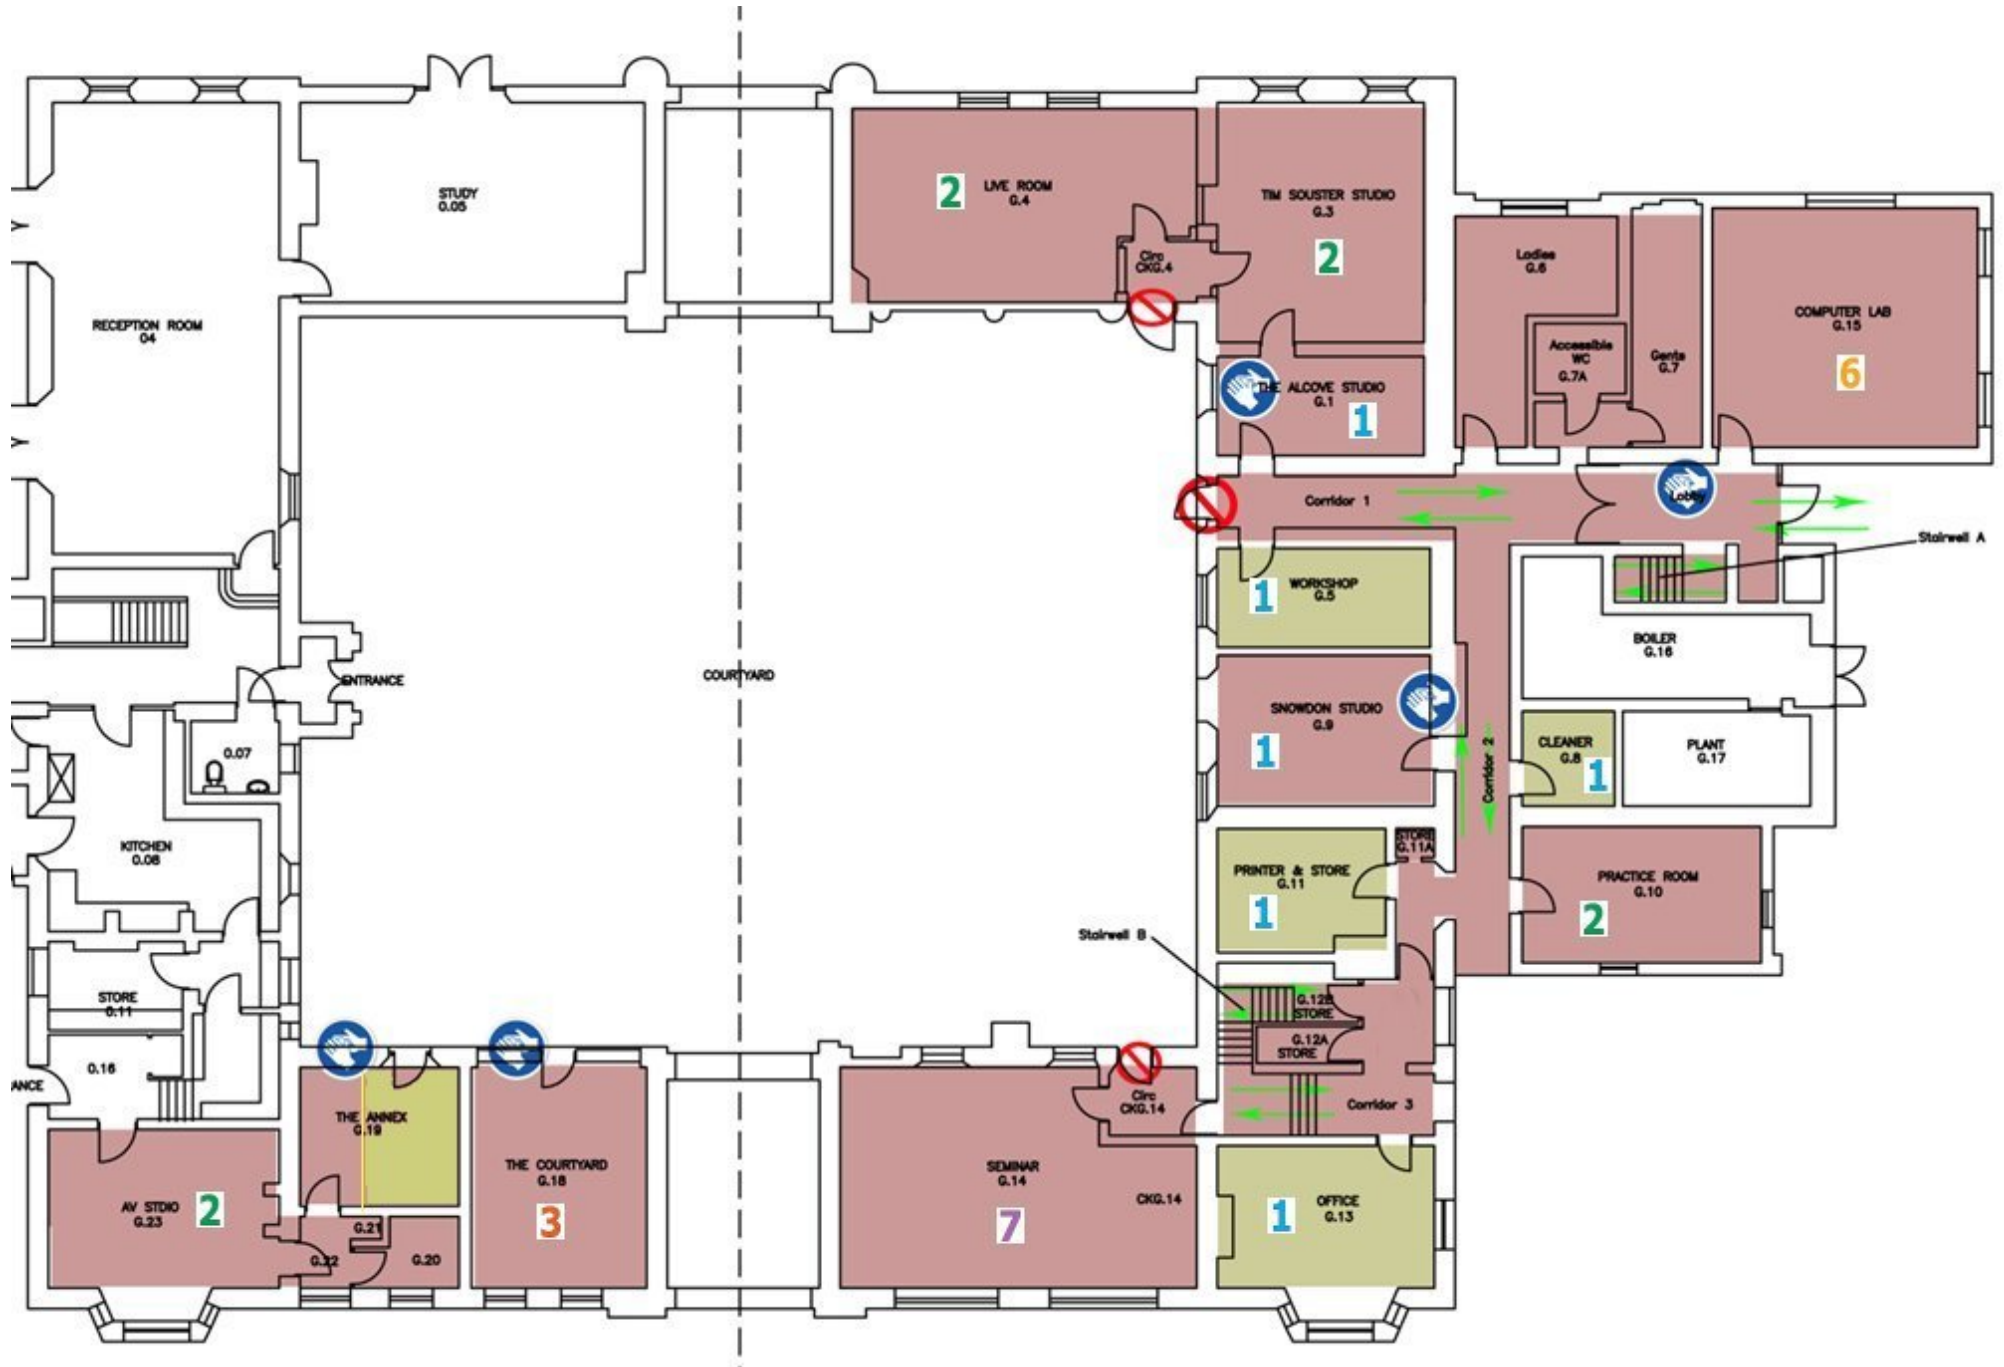 STUDY
0.05
RECEPTION ROOM
04
LIVE ROOM
G.4
2
Circ
CKG.4
TIM SOUSTER STUDIO
G.3
2
Ladies
G.6
Accessible
WC
G.7A
Gents
G.7
COMPUTER LAB
G.15
6
THE ALCOVE STUDIO
G.1
1
Corridor 1
Lobby
Stairwell A
WORKSHOP
G.5
1
BOILER
G.16
ENTRANCE
COURTYARD
SNOWDON STUDIO
G.9
1
Corridor 2
CLEANER
G.8
1
PLANT
G.17
0.07
KITCHEN
0.08
STORE
G.11A
PRINTER & STORE
G.11
1
PRACTICE ROOM
G.10
2
Stairwell B
STORE
0.11
G.12B
STORE
G.12A
STORE
0.16
ANCE
Circ
CKG.14
Corridor 3
THE ANNEX
G.19
THE COURTYARD
G.18
3
SEMINAR
G.14
7
CKG.14
OFFICE
G.13
1
AV STDIO
G.23
2
G.21
G.22
G.20